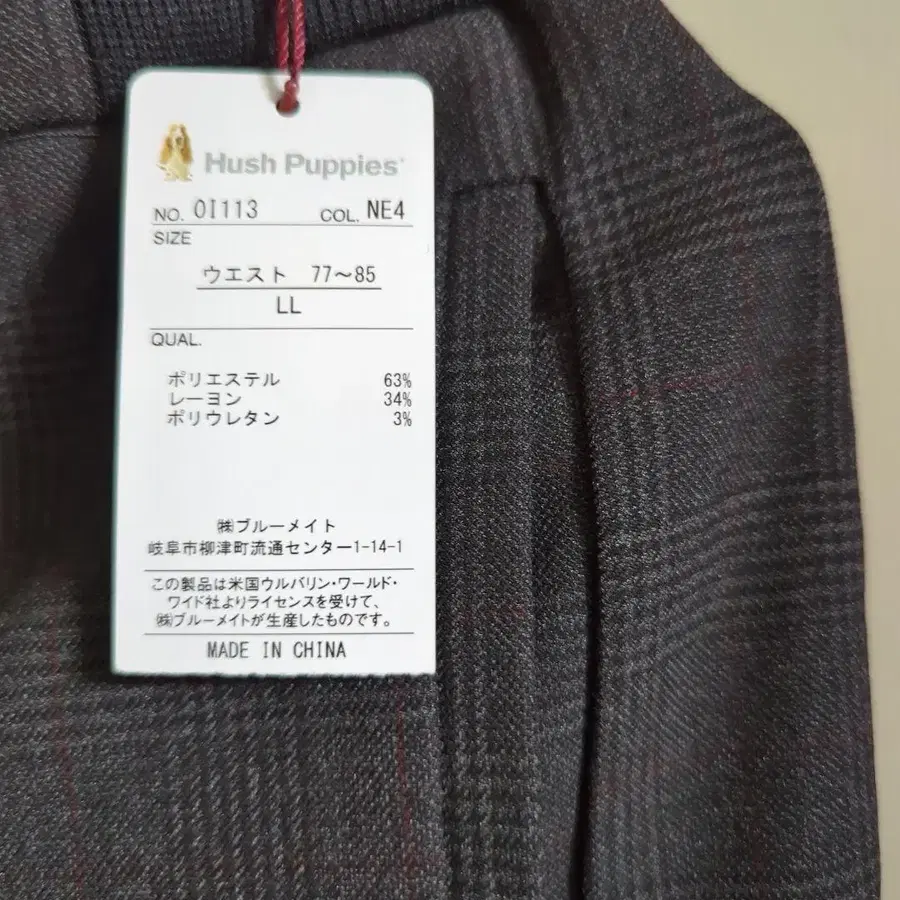 Hush Puppies
NO. 0I113 COL. NE4
SIZE
ウエスト 77～85
LL
QUAL.
ポリエステル 63%
レーヨン 34%
ポリウレタン 3%
㈱ブルーメイト
岐阜市柳津町流通センター1-14-1
この製品は米国ウルバリン・ワールド・
ワイド社よりライセンスを受けて、
㈱ブルーメイトが生産したものです。
MADE IN CHINA